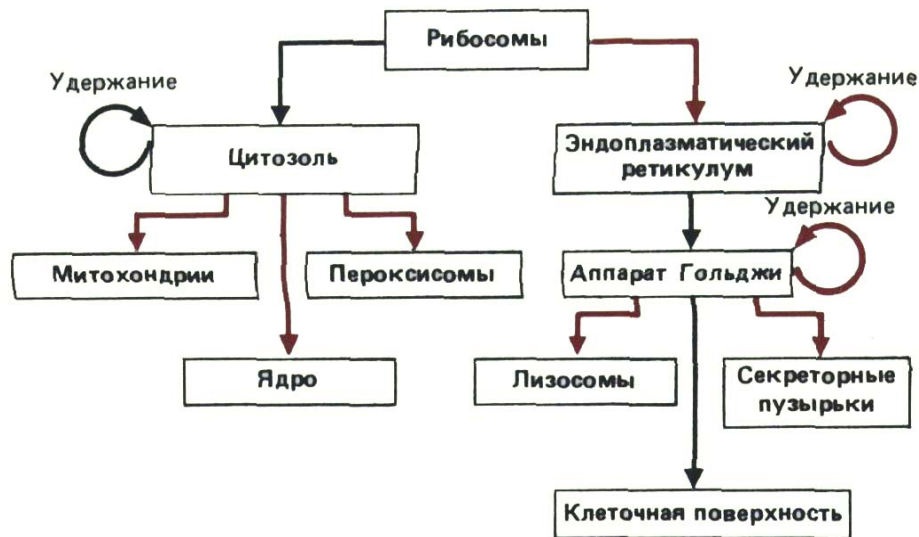 Рибосомы
Удержание
Удержание
Цитозоль
Эндоплазматический
ретикулум
Удержание
Митохондрии
Пероксисомы
Аппарат Гольджи
Ядро
Лизосомы
Секреторные
пузырьки
Клеточная поверхность